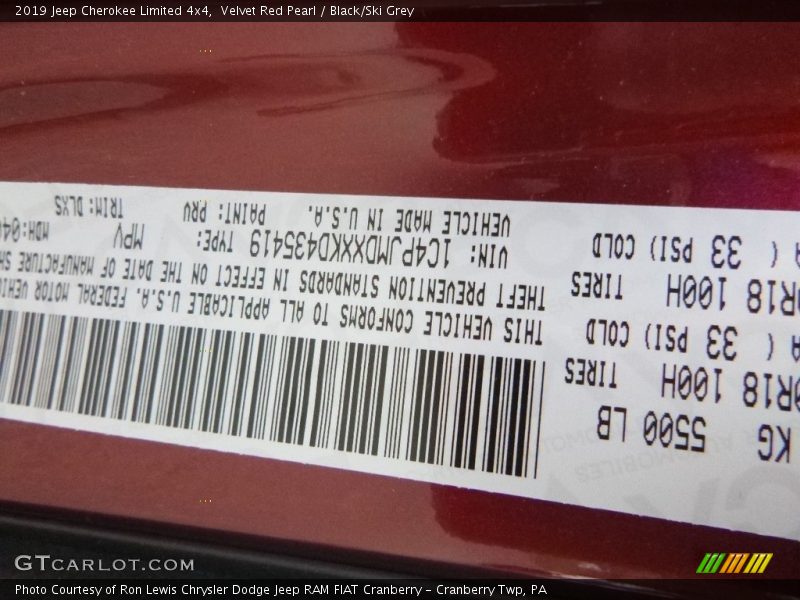 2019 Jeep Cherokee Limited 4x4, Velvet Red Pearl / Black/Ski Grey
5500 LB
KG
TIRES
R18 100H
33 PSI) COLD
TIRES
R18 100H
33 PSI) COLD
THIS VEHICLE CONFORMS TO ALL APPLICABLE U.S.A. FEDERAL MOTOR
THEFT PREVENTION STANDARDS IN EFFECT ON THE DATE OF MANUFACTURE
VIN: 1C4PJMDXXKD435419 TYPE: MPV MDH:
VEHICLE MADE IN U.S.A. PAINT: PRV TRIM: DLXS
GTCARLOT.COM
Photo Courtesy of Ron Lewis Chrysler Dodge Jeep RAM FIAT Cranberry – Cranberry Twp, PA